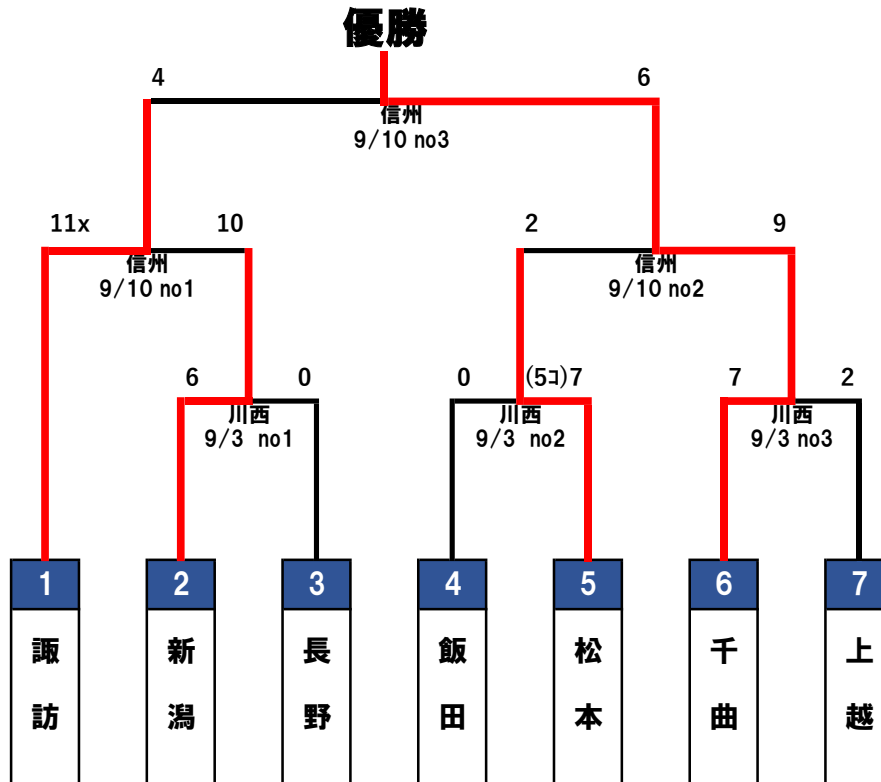 優勝
4 6
信州
9/10 no3
11x 10 2 9
信州 信州
9/10 no1 9/10 no2
6 0 0 (5コ)7 7 2
川西 川西 川西
9/3 no1 9/3 no2 9/3 no3
1 2 3 4 5 6 7
諏訪 新潟 長野 飯田 松本 千曲 上越